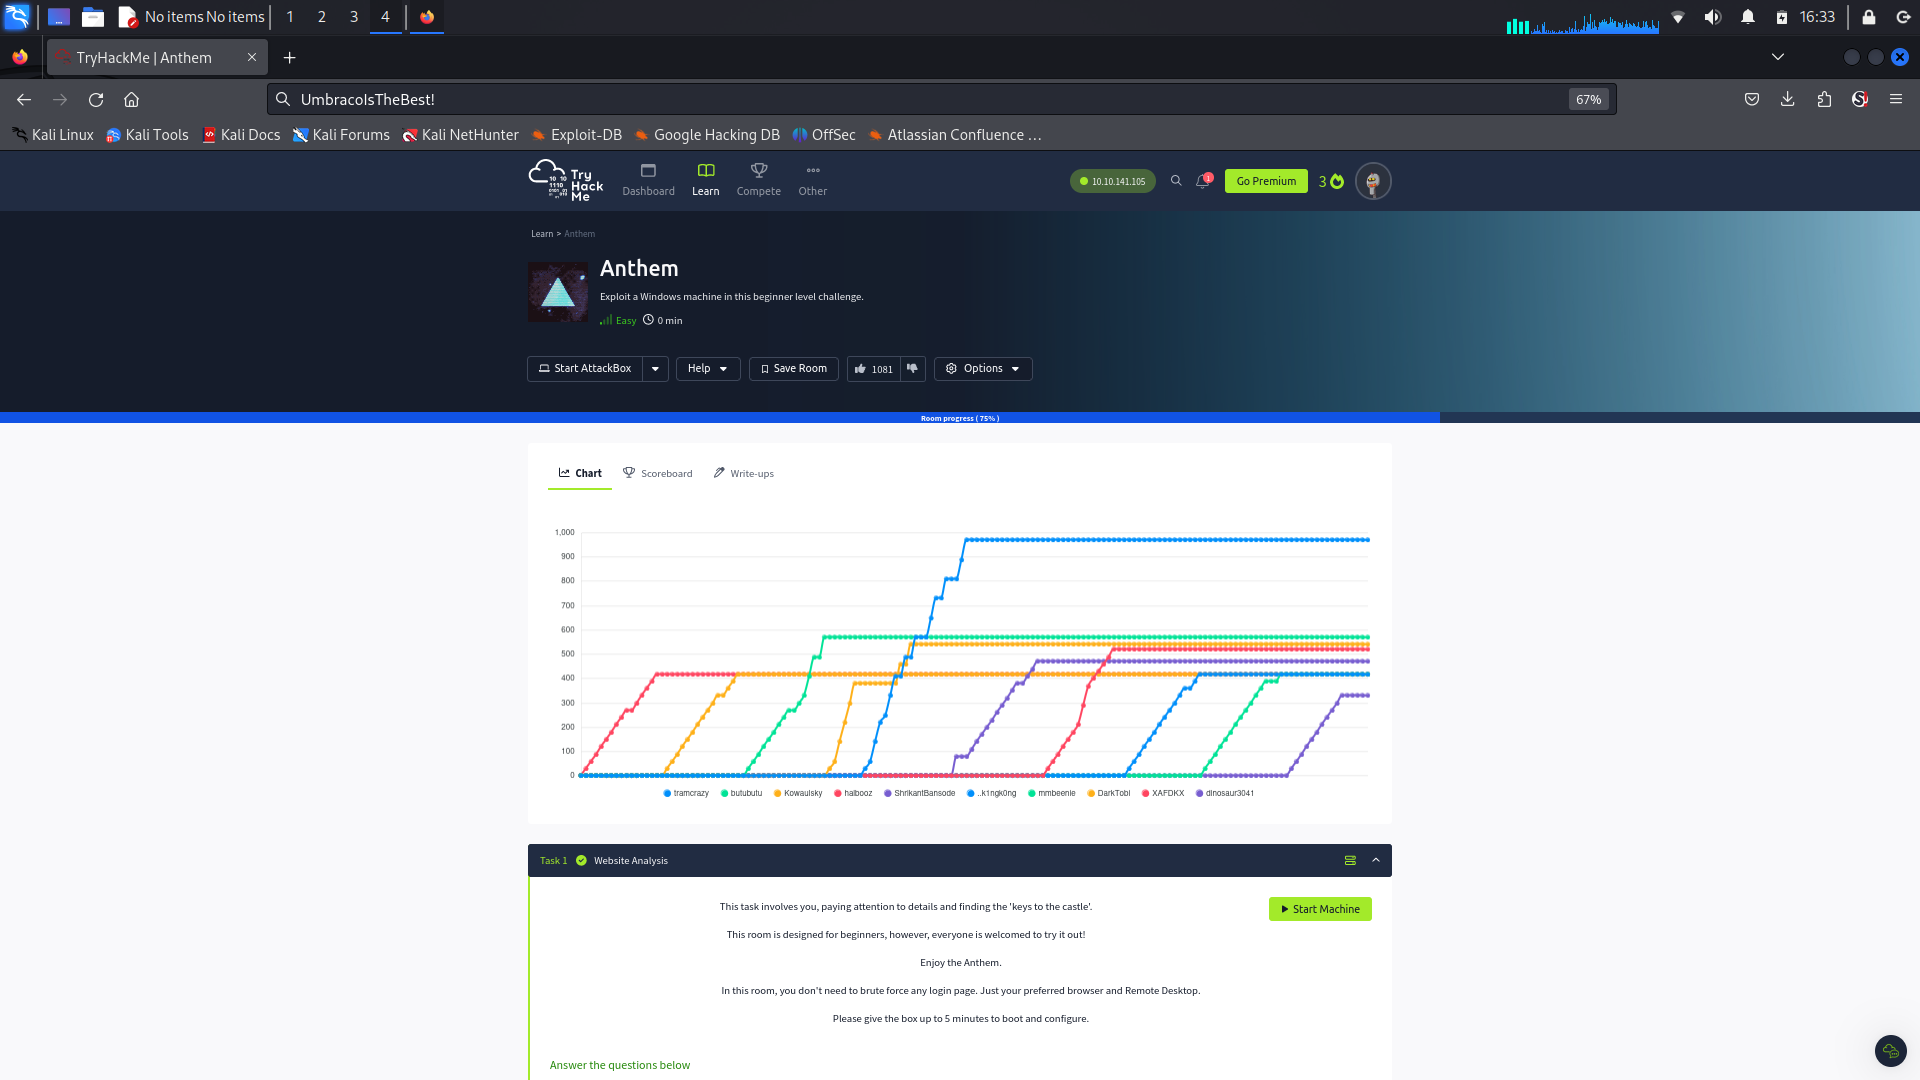 No items No items 1 2 3 4 16:33
TryHackMe | Anthem
UmbracoIsTheBest! 67%
Kali Linux Kali Tools Kali Docs Kali Forums Kali NetHunter Exploit-DB Google Hacking DB OffSec Atlassian Confluence …
Try Hack Me Dashboard Learn Compete Other 10.10.141.105 1 Go Premium 3
Learn > Anthem
Anthem
Exploit a Windows machine in this beginner level challenge.
Easy 0 min
Start AttackBox Help Save Room 1081 Options
Room progress ( 75% )
Chart Scoreboard Write-ups
1,000
900
800
700
600
500
400
300
200
100
0
tramcrazy butubutu Kowaulsky halbooz ShrikantBansode ..k1ngk0ng mmbeenie DarkTobi XAFDKX dinosaur3041
Task 1 Website Analysis
This task involves you, paying attention to details and finding the 'keys to the castle'.
Start Machine
This room is designed for beginners, however, everyone is welcomed to try it out!
Enjoy the Anthem.
In this room, you don't need to brute force any login page. Just your preferred browser and Remote Desktop.
Please give the box up to 5 minutes to boot and configure.
Answer the questions below